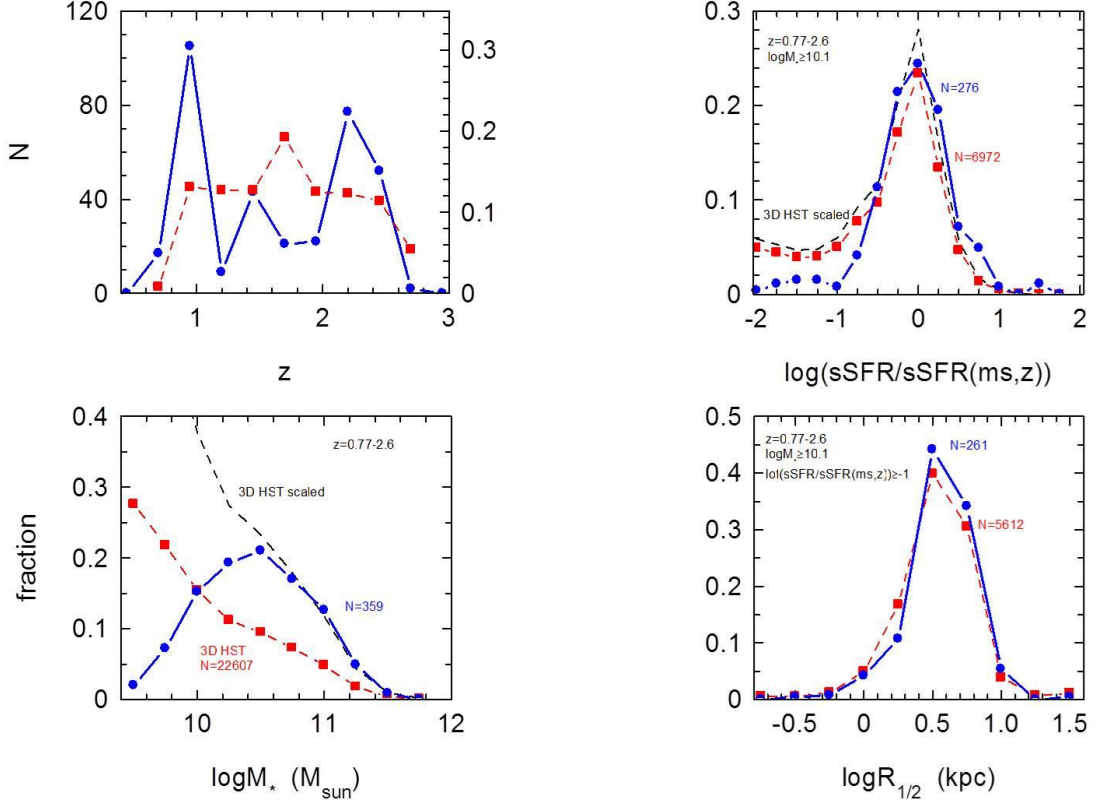 120
80
40
0
N
0.3
0.2
0.1
0
1
2
3
z
0.3
0.2
0.1
0
z=0.77-2.6
logM*≥10.1
N=276
N=6972
3D HST scaled
-2
-1
0
1
2
log(sSFR/sSFR(ms,z))
0.4
0.3
0.2
0.1
0
fraction
z=0.77-2.6
3D HST scaled
N=359
3D HST
N=22607
10
11
12
logM* (Msun)
0.5
0.4
0.3
0.2
0.1
0
z=0.77-2.6
logM*≥10.1
lol(sSFR/sSFR(ms,z))≥-1
N=261
N=5612
-0.5
0
0.5
1.0
1.5
logR1/2 (kpc)